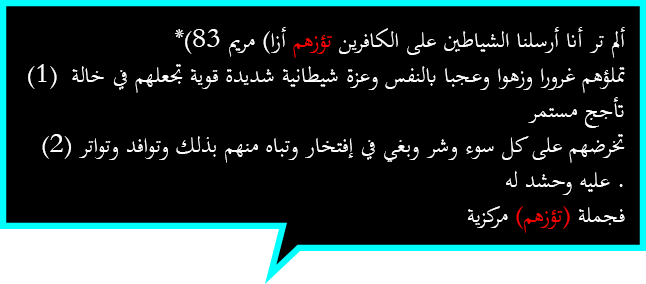 ألم تر أنا أرسلنا الشياطين على الكافرين تؤزهم أزا) مريم 83)*
تملؤهم غرورا وزهوا وعجبا بالنفس وعزة شيطانية شديدة قوية تجعلهم في خالة (1)
تأجج مستمر
تخرضهم على كل سوء وشر وبغي في إفتخار وتباه منهم بذلك وتوافد وتواتر (2)
. عليه وحشد له
فجملة (تؤزهم) مركزية